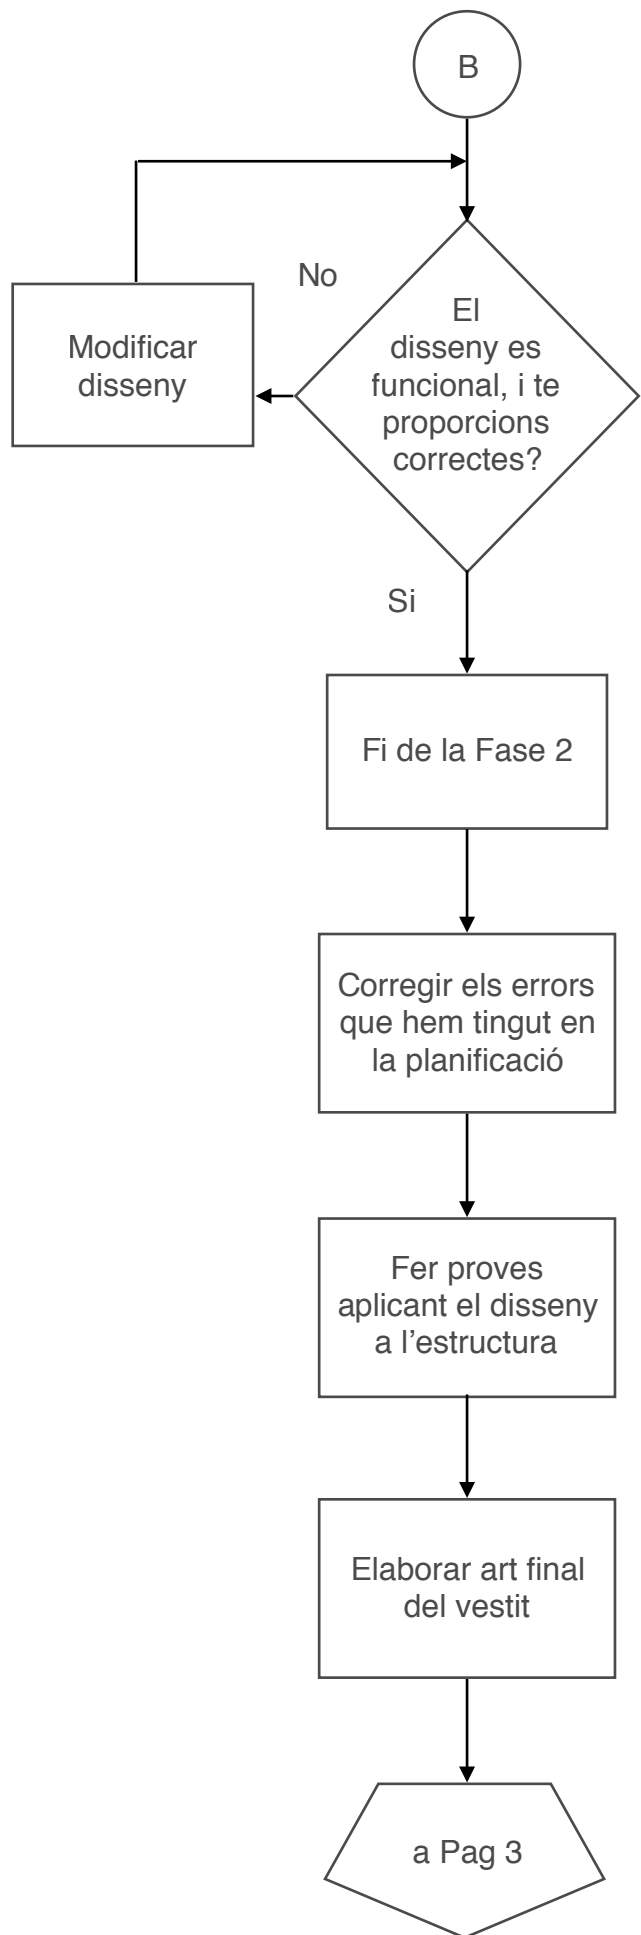 B
No
El
disseny es
funcional, i te
proporcions
correctes?
Modificar
disseny
Si
Fi de la Fase 2
Corregir els errors
que hem tingut en
la planificació
Fer proves
aplicant el disseny
a l’estructura
Elaborar art final
del vestit
a Pag 3